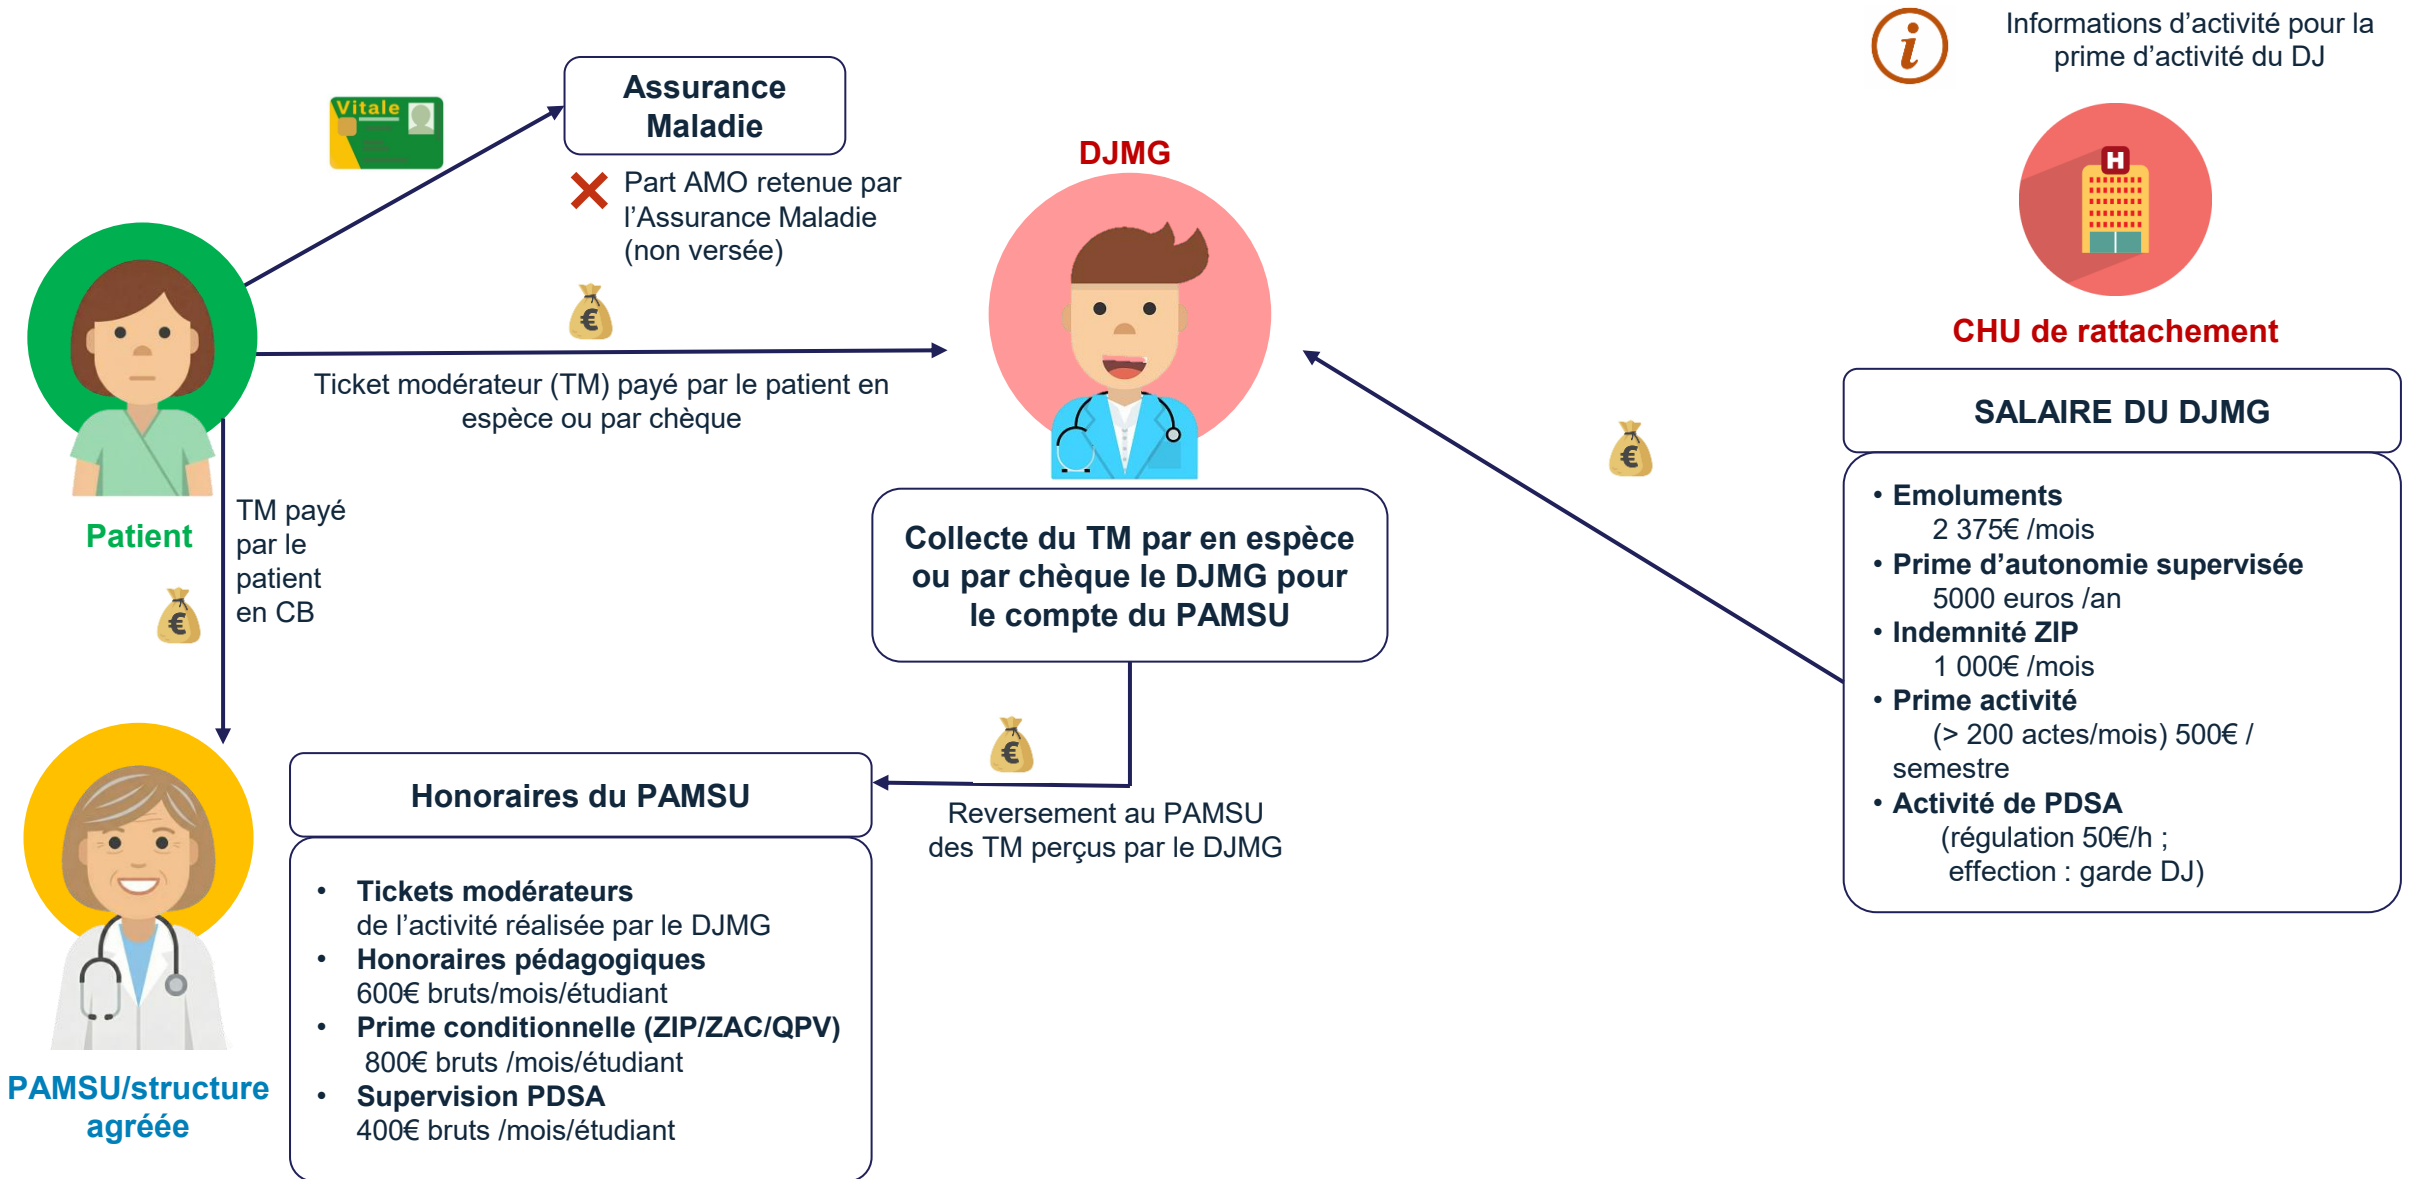 Informations d’activité pour la
prime d’activité du DJ
Vitale
Assurance
Maladie
Part AMO retenue par
l’Assurance Maladie
(non versée)
DJMG
H
CHU de rattachement
€
Ticket modérateur (TM) payé par le patient en
espèce ou par chèque
Patient
TM payé
par le
patient
en CB
€
Collecte du TM par en espèce
ou par chèque le DJMG pour
le compte du PAMSU
€
SALAIRE DU DJMG
• Emoluments
2 375€ /mois
• Prime d’autonomie supervisée
5000 euros /an
• Indemnité ZIP
1 000€ /mois
• Prime activité
(> 200 actes/mois) 500€ /
semestre
• Activité de PDSA
(régulation 50€/h ;
effection : garde DJ)
€
Reversement au PAMSU
des TM perçus par le DJMG
PAMSU/structure
agréée
Honoraires du PAMSU
• Tickets modérateurs
de l’activité réalisée par le DJMG
• Honoraires pédagogiques
600€ bruts/mois/étudiant
• Prime conditionnelle (ZIP/ZAC/QPV)
800€ bruts /mois/étudiant
• Supervision PDSA
400€ bruts /mois/étudiant